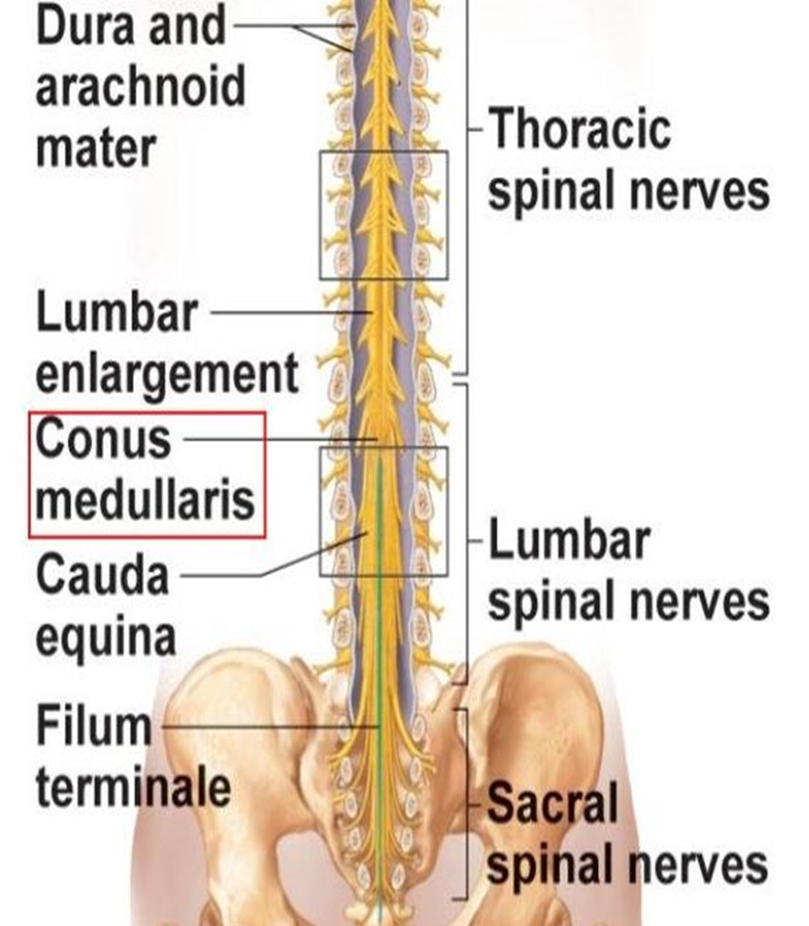 Dura and
arachnoid
mater
Thoracic
spinal nerves
Lumbar
enlargement
Conus
medullaris
Cauda
equina
Lumbar
spinal nerves
Filum
terminale
Sacral
spinal nerves